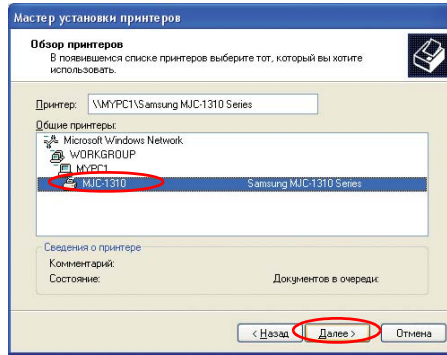 Мастер установки принтеров
Обзор принтеров
В появившемся списке принтеров выберите тот, который вы хотите
использовать.
Принтер: \\MYPC1\Samsung MJC-1310 Series
Общие принтеры:
Microsoft Windows Network
WORKGROUP
MYPC1
MJC-1310 Samsung MJC-1310 Series
Сведения о принтере
Комментарий:
Состояние: Документов в очереди:
< Назад Далее > Отмена